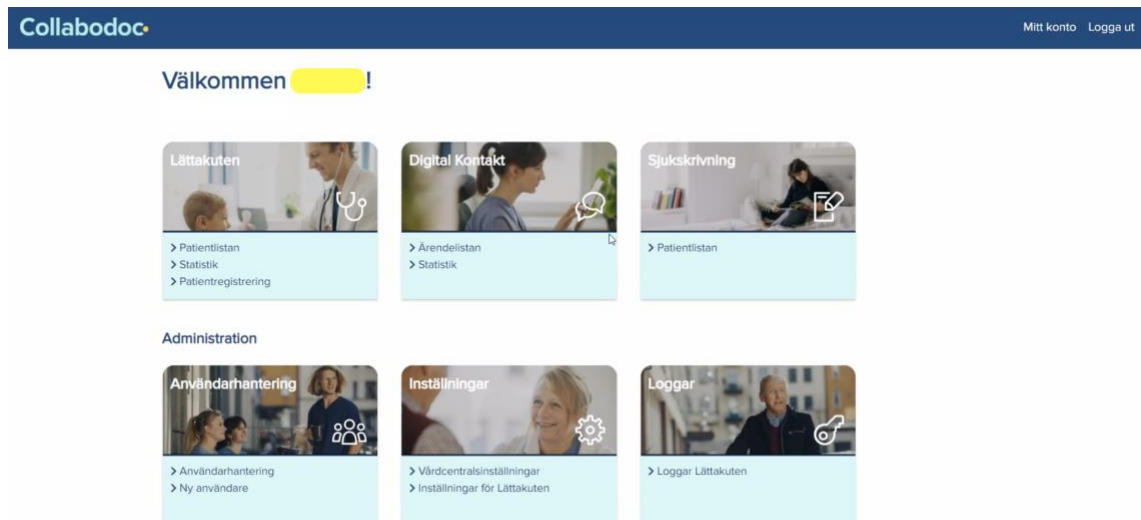 Collabodoc
Mitt konto Logga ut
Välkommen !
Lättakuten
> Patientlistan
> Statistik
> Patientregistrering
Digital Kontakt
> Ärendelistan
> Statistik
Sjukskrivning
> Patientlistan
Administration
Användarhantering
> Användarhantering
> Ny användare
Inställningar
> Vårdcentralsinställningar
> Inställningar för Lättakuten
Loggar
> Loggar Lättakuten